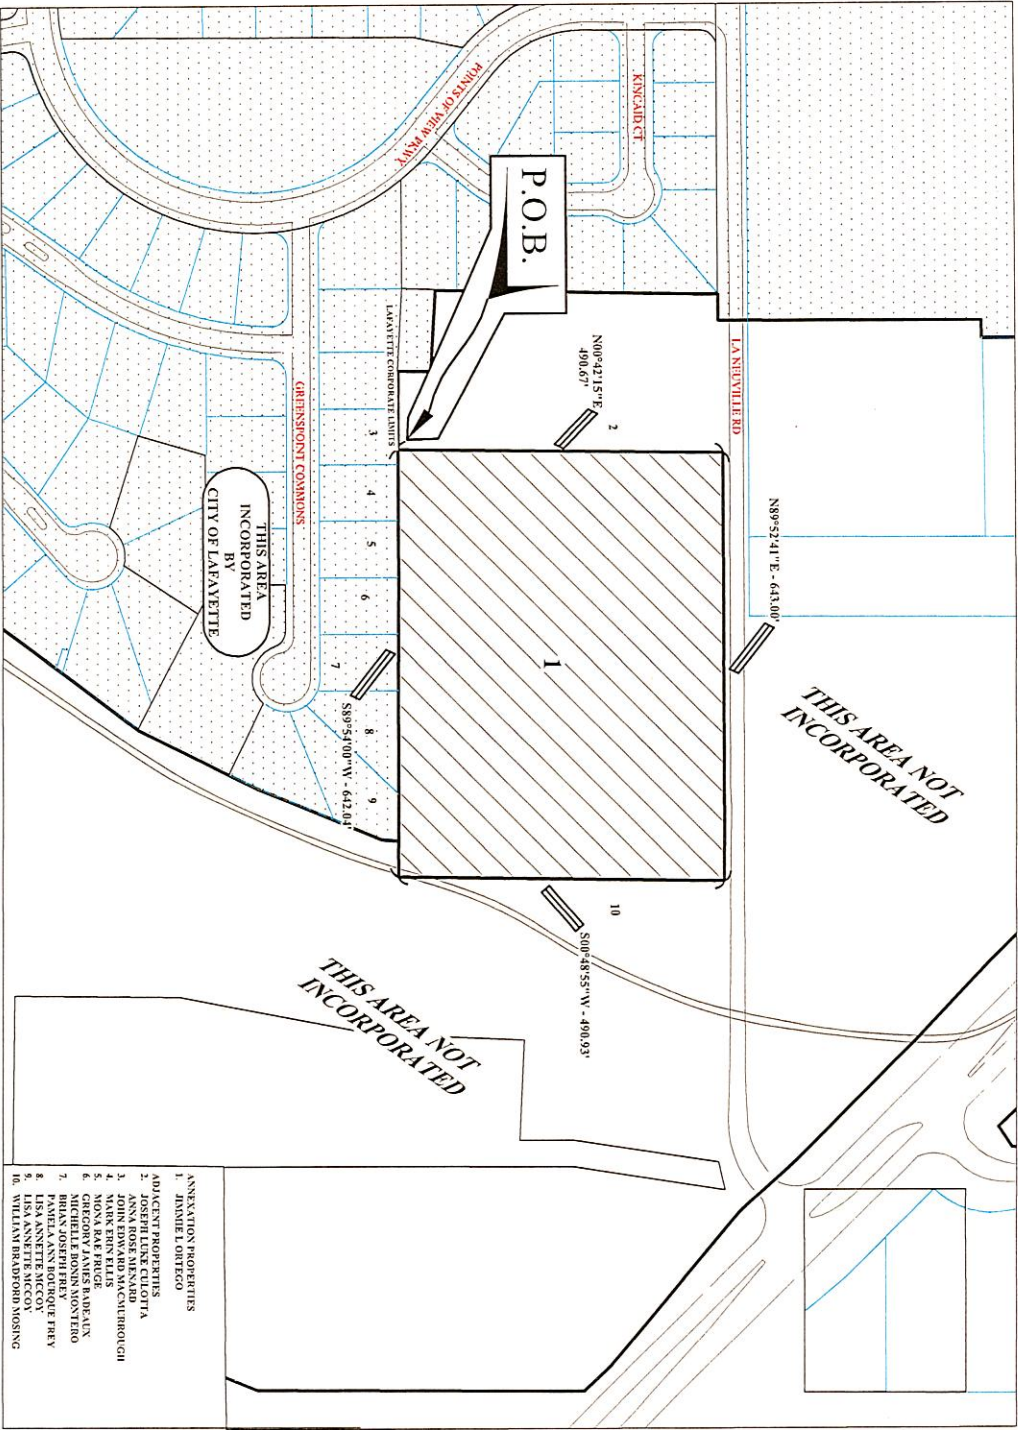 KINCAID CT
POINTS OF VIEW PKWY
P.O.B.
LA NEUVILLE RD
N00°42'15"E
490.67'
2
N89°52'41"E - 643.00'
LAFAYETTE CORPORATE LIMITS
GREENSPOINT COMMONS
THIS AREA
INCORPORATED
BY
CITY OF LAFAYETTE
3
4
5
6
7
8
9
1
S89°54'00"W - 642.04'
THIS AREA NOT
INCORPORATED
10
S00°48'55"W - 490.93'
THIS AREA NOT
INCORPORATED
ANNEXATION PROPERTIES
1. JIMMIE L ORTEGO
ADJACENT PROPERTIES
2. JOSEPH LUKE CULOTTA
ANNA ROSE MENARD
3. JOHN EDWARD MACMURROUGH
4. MARK ERIN ELLIS
5. MONA RAE FRUGE
6. GREGORY JAMES BADEAUX
MICHELLE BONIN MONTERO
7. BRIAN JOSEPH FREY
PAMELA ANN BOURQUE FREY
8. LISA ANNETTE MCCOY
9. LISA ANNETTE MCCOY
10. WILLIAM BRADFORD MOSING